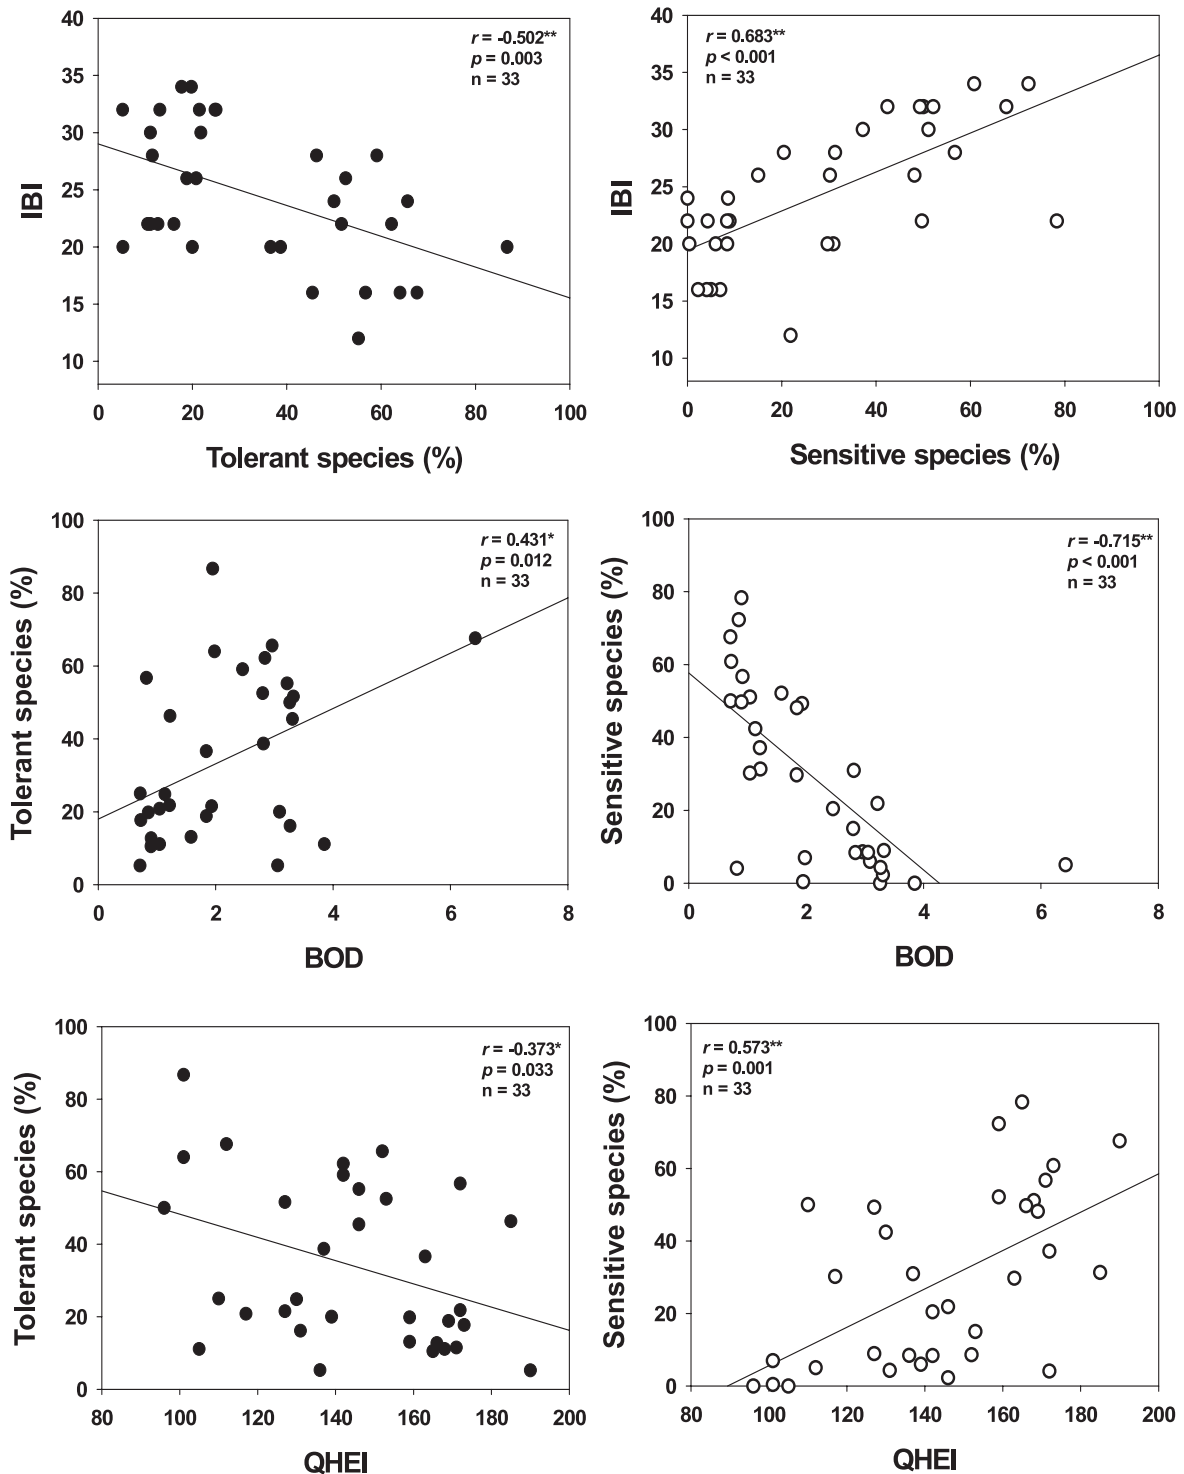 r = -0.502**
p = 0.003
n = 33
40
35
30
25
20
15
10
IBI
0 20 40 60 80 100
Tolerant species (%)
r = 0.683**
p < 0.001
n = 33
40
35
30
25
20
15
10
IBI
0 20 40 60 80 100
Sensitive species (%)
r = 0.431*
p = 0.012
n = 33
100
80
60
40
20
0
Tolerant species (%)
0 2 4 6 8
BOD
r = -0.715**
p < 0.001
n = 33
100
80
60
40
20
0
Sensitive species (%)
0 2 4 6 8
BOD
r = -0.373*
p = 0.033
n = 33
100
80
60
40
20
0
Tolerant species (%)
80 100 120 140 160 180 200
QHEI
r = 0.573**
p = 0.001
n = 33
100
80
60
40
20
0
Sensitive species (%)
80 100 120 140 160 180 200
QHEI